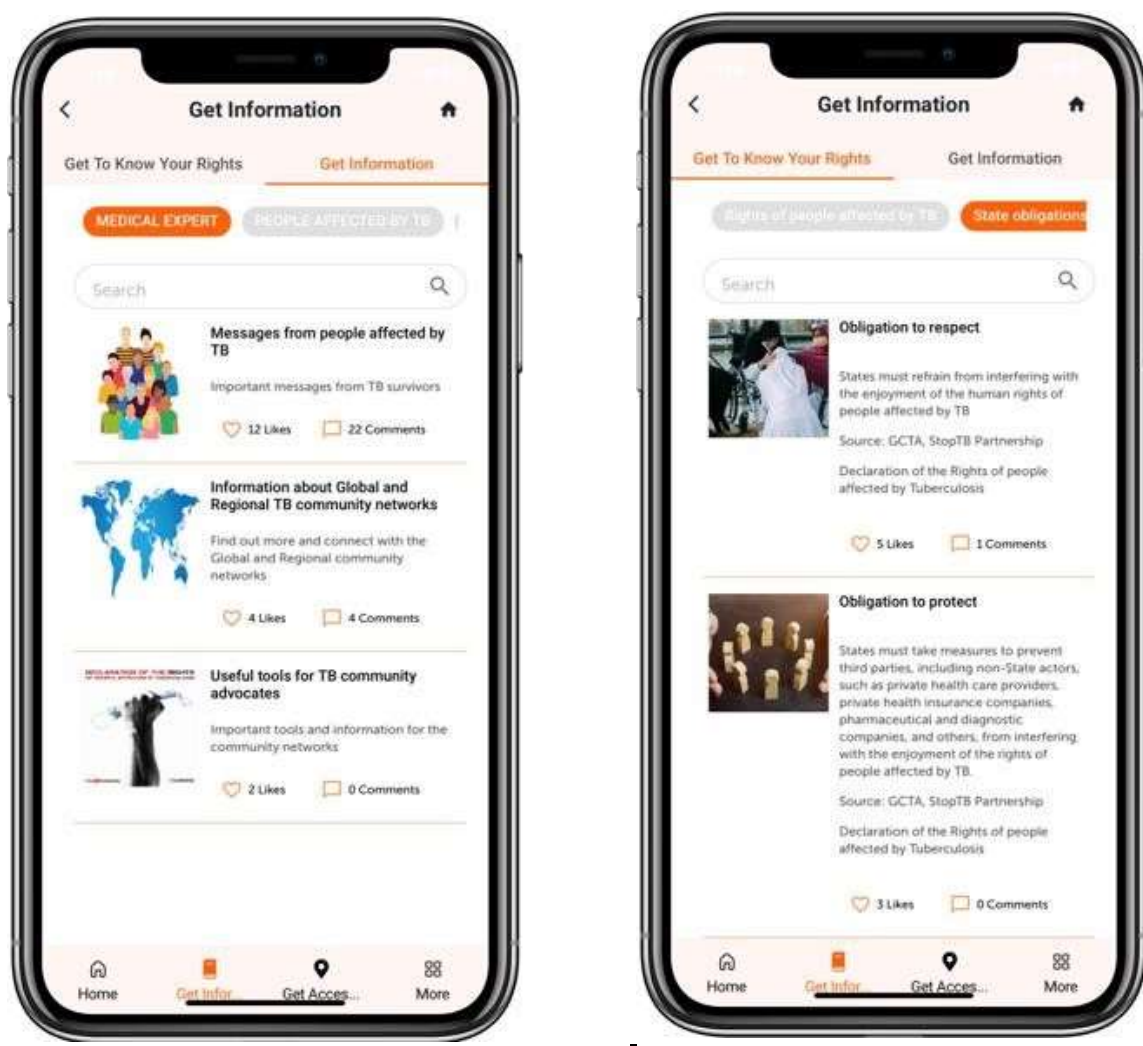 Get Information
Get To Know Your Rights
Get Information
MEDICAL EXPERT
PEOPLE AFFECTED BY TB
Search
Messages from people affected by
TB
Important messages from TB survivors
12 Likes
22 Comments
Information about Global and
Regional TB community networks
Find out more and connect with the
Global and Regional community
networks
4 Likes
4 Comments
DECLARATION OF THE RIGHTS
Useful tools for TB community
advocates
Important tools and information for the
community networks
2 Likes
0 Comments
Home
Get Infor...
Get Acces...
More
Get Information
Get To Know Your Rights
Get Information
Rights of people affected by TB
State obligations
Search
Obligation to respect
States must refrain from interfering with
the enjoyment of the human rights of
people affected by TB
Source: GCTA, StopTB Partnership
Declaration of the Rights of people
affected by Tuberculosis
5 Likes
1 Comments
Obligation to protect
States must take measures to prevent
third parties, including non-State actors,
such as private health care providers,
private health insurance companies,
pharmaceutical and diagnostic
companies, and others, from interfering
with the enjoyment of the rights of
people affected by TB.
Source: GCTA, StopTB Partnership
Declaration of the Rights of people
affected by Tuberculosis
3 Likes
0 Comments
Home
Get Infor...
Get Acces...
More